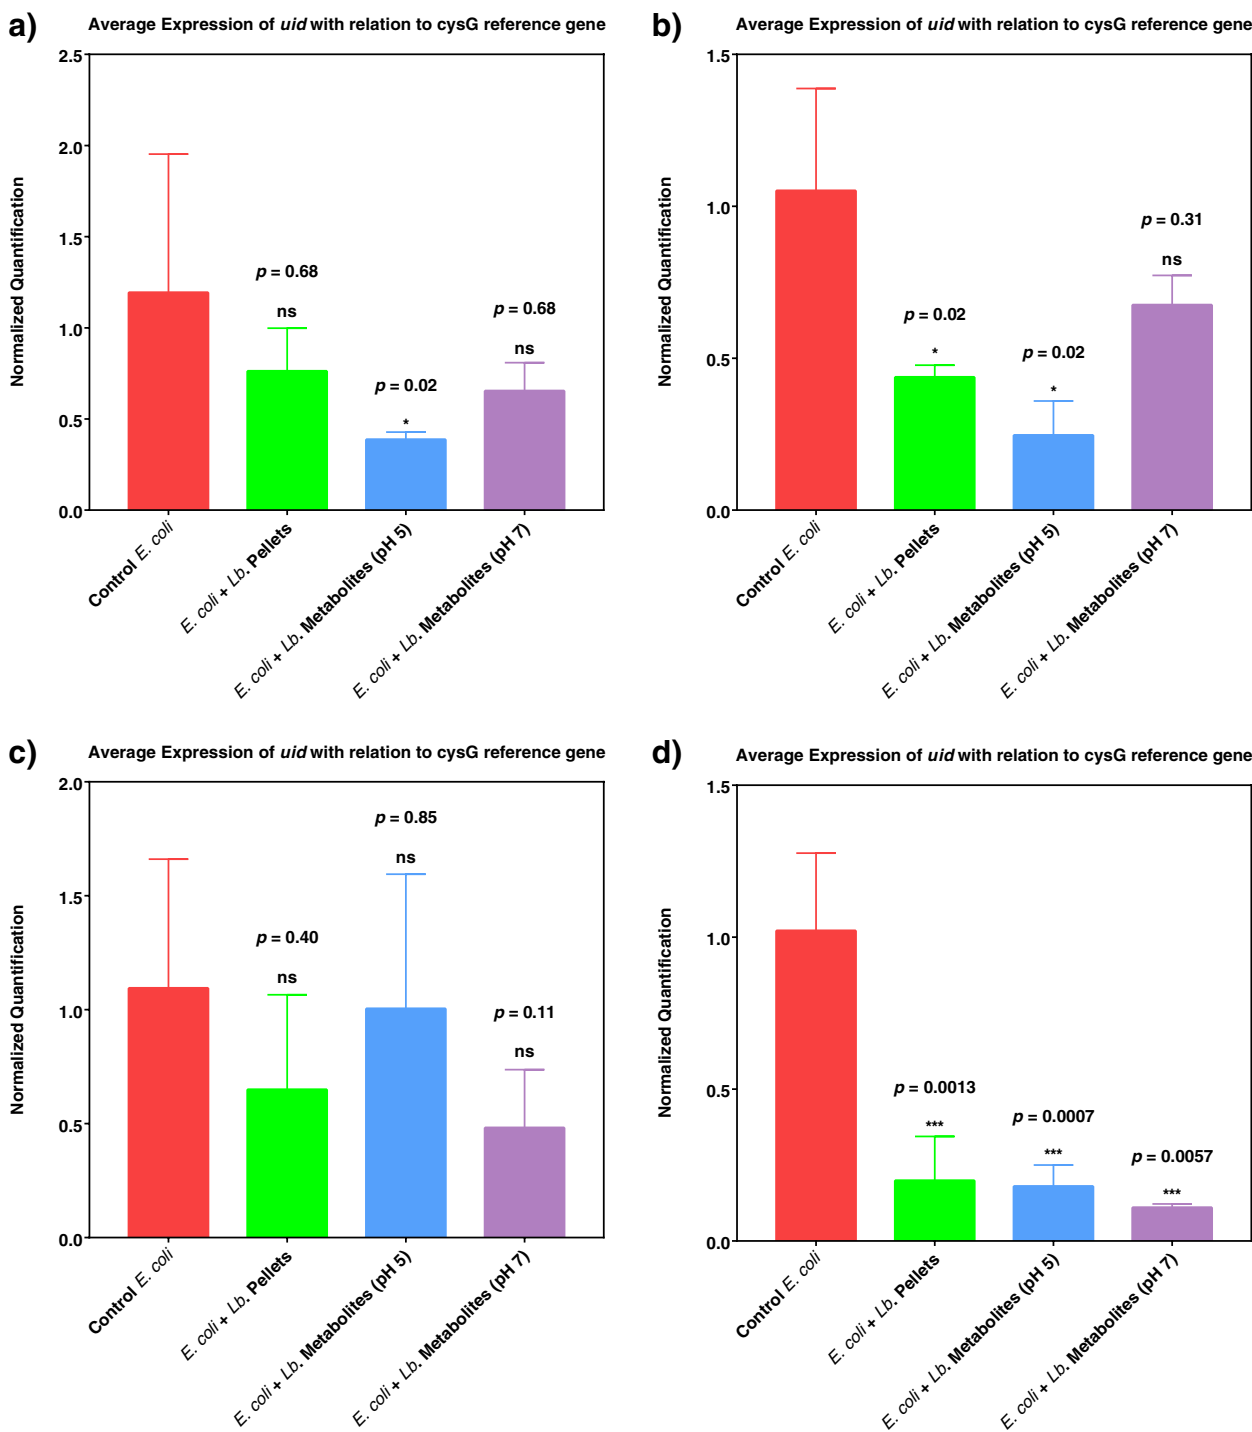 a)
Average Expression of uid with relation to cysG reference gene
Normalized Quantification
2.5
2.0
1.5
1.0
0.5
0.0
p = 0.68
ns
p = 0.02
*
p = 0.68
ns
Control E. coli
E. coli + Lb. Pellets
E. coli + Lb. Metabolites (pH 5)
E. coli + Lb. Metabolites (pH 7)
b)
Average Expression of uid with relation to cysG reference gene
Normalized Quantification
1.5
1.0
0.5
0.0
p = 0.02
*
p = 0.02
*
p = 0.31
ns
Control E. coli
E. coli + Lb. Pellets
E. coli + Lb. Metabolites (pH 5)
E. coli + Lb. Metabolites (pH 7)
c)
Average Expression of uid with relation to cysG reference gene
Normalized Quantification
2.0
1.5
1.0
0.5
0.0
p = 0.40
ns
p = 0.85
ns
p = 0.11
ns
Control E. coli
E. coli + Lb. Pellets
E. coli + Lb. Metabolites (pH 5)
E. coli + Lb. Metabolites (pH 7)
d)
Average Expression of uid with relation to cysG reference gene
Normalized Quantification
1.5
1.0
0.5
0.0
p = 0.0013
***
p = 0.0007
***
p = 0.0057
***
Control E. coli
E. coli + Lb. Pellets
E. coli + Lb. Metabolites (pH 5)
E. coli + Lb. Metabolites (pH 7)